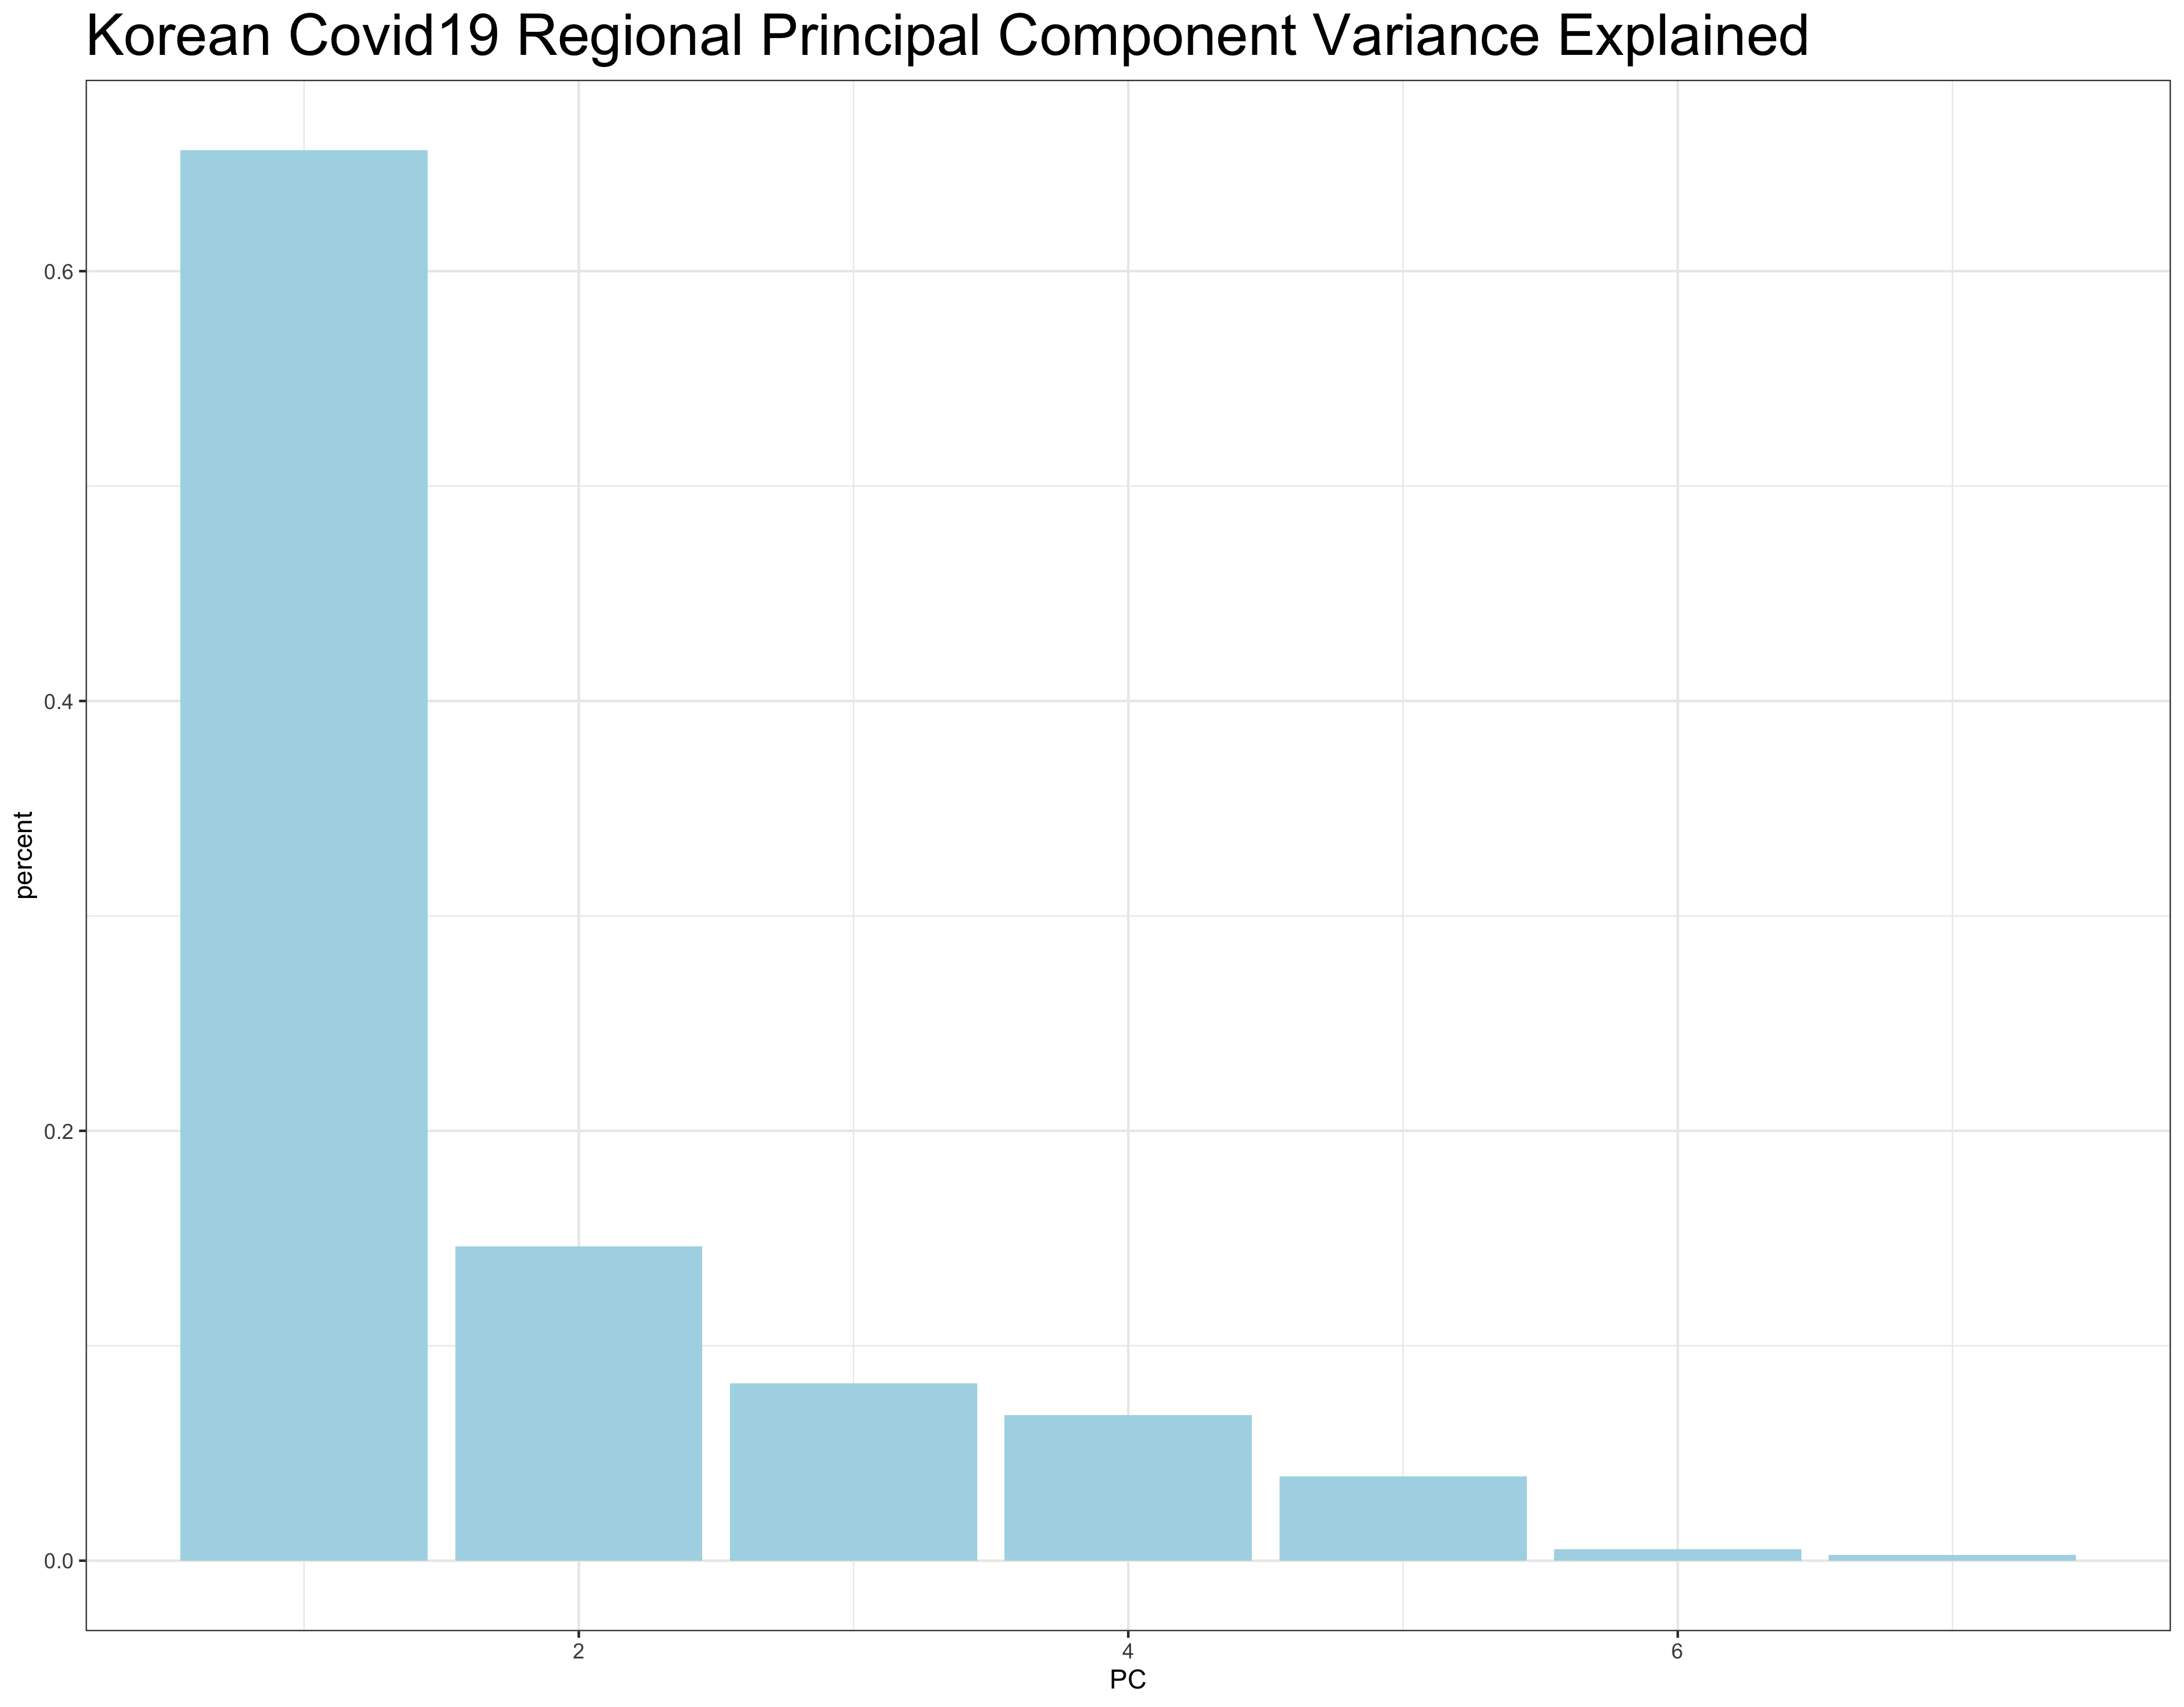 Korean Covid19 Regional Principal Component Variance Explained
percent
0.6
0.4
0.2
0.0
2
4
6
PC